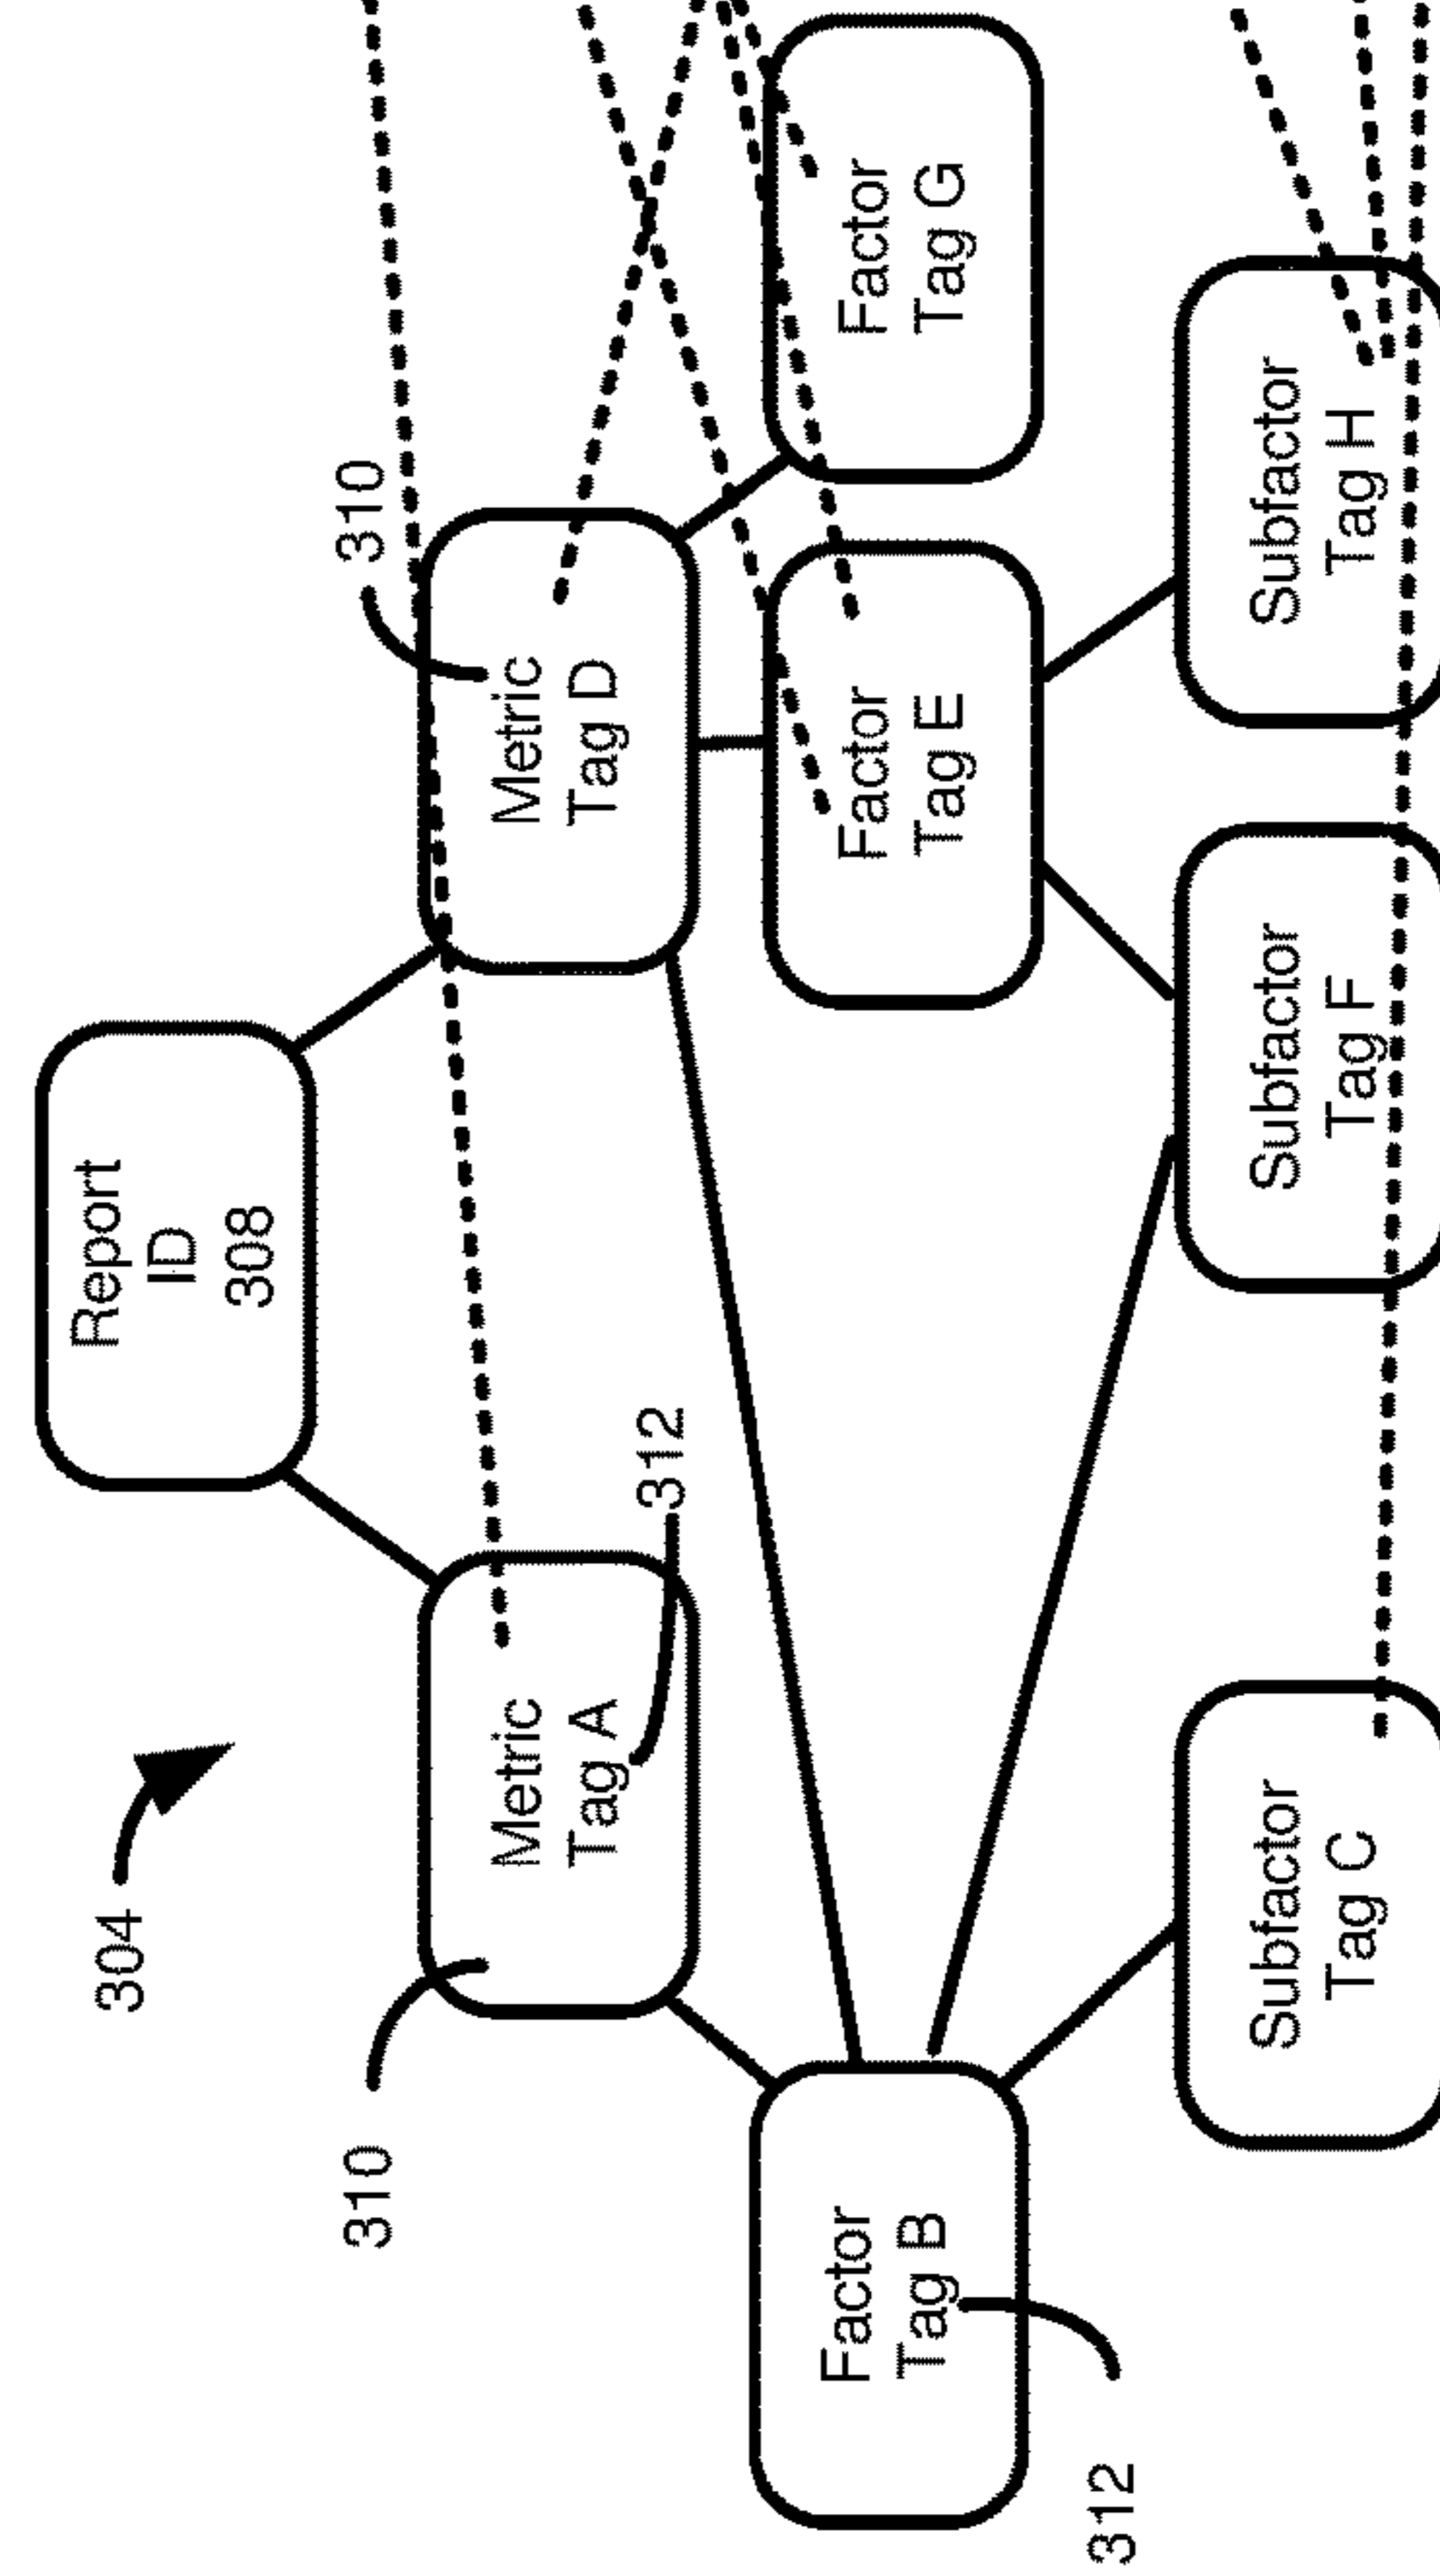 Report
ID
308
304
310
Metric
Tag A
312
310
Metric
Tag D
Factor
Tag B
312
Factor
Tag E
Factor
Tag G
Subfactor
Tag C
Subfactor
Tag F
Subfactor
Tag H